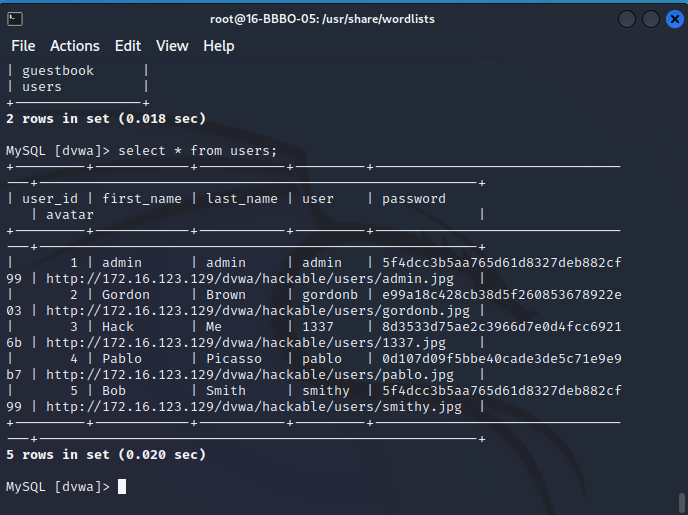 root@16-BBBO-05: /usr/share/wordlists
File Actions Edit View Help
| guestbook      |
| users          |
+----------------+
2 rows in set (0.018 sec)
MySQL [dvwa]> select * from users;
+---------+------------+-----------+---------+-------------------------------
---+-------------------------------------------------------+
| user_id | first_name | last_name | user    | password
   | avatar                                                |
+---------+------------+-----------+---------+-------------------------------
---+-------------------------------------------------------+
|       1 | admin      | admin     | admin   | 5f4dcc3b5aa765d61d8327deb882cf
99 | http://172.16.123.129/dvwa/hackable/users/admin.jpg   |
|       2 | Gordon     | Brown     | gordonb | e99a18c428cb38d5f260853678922e
03 | http://172.16.123.129/dvwa/hackable/users/gordonb.jpg |
|       3 | Hack       | Me        | 1337    | 8d3533d75ae2c3966d7e0d4fcc6921
6b | http://172.16.123.129/dvwa/hackable/users/1337.jpg    |
|       4 | Pablo      | Picasso   | pablo   | 0d107d09f5bbe40cade3de5c71e9e9
b7 | http://172.16.123.129/dvwa/hackable/users/pablo.jpg   |
|       5 | Bob        | Smith     | smithy  | 5f4dcc3b5aa765d61d8327deb882cf
99 | http://172.16.123.129/dvwa/hackable/users/smithy.jpg  |
+---------+------------+-----------+---------+-------------------------------
---+-------------------------------------------------------+
5 rows in set (0.020 sec)
MySQL [dvwa]>